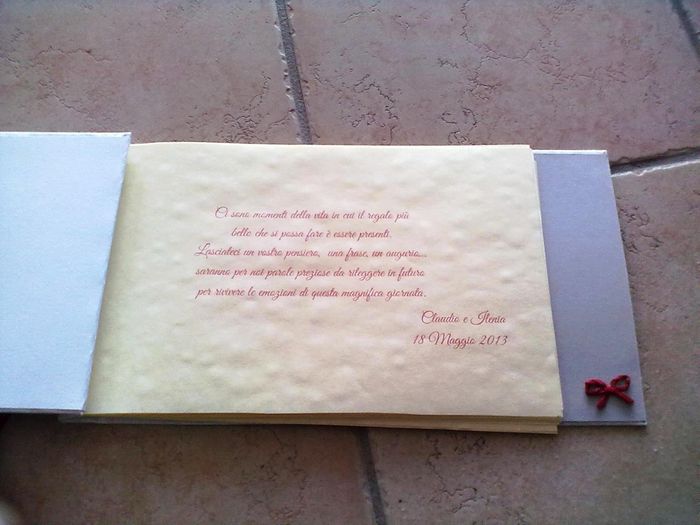 Ci sono momenti della vita in cui il regalo più
bello che si possa fare è essere presenti.
Lasciateci un vostro pensiero, una frase, un augurio...
saranno per noi parole preziose da rileggere in futuro
per rivivere le emozioni di questa magnifica giornata.
Claudio e Ilenia
18 Maggio 2013